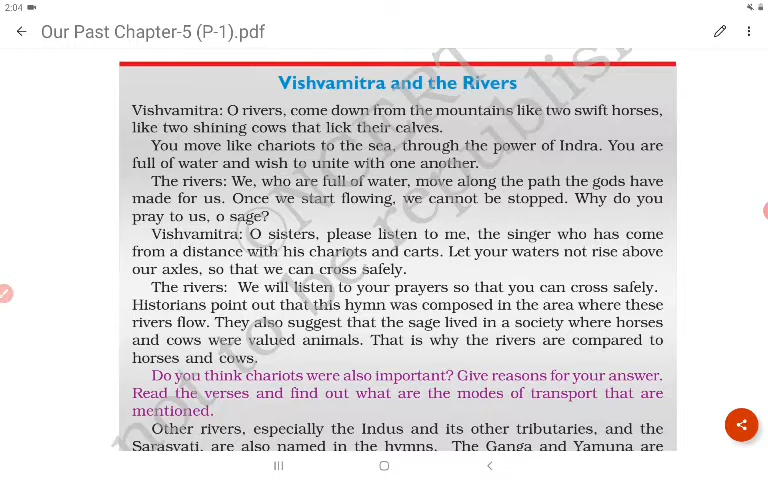 2:04
Our Past Chapter-5 (P-1).pdf
Vishvamitra and the Rivers
Vishvamitra: O rivers, come down from the mountains like two swift horses,
like two shining cows that lick their calves.
You move like chariots to the sea, through the power of Indra. You are
full of water and wish to unite with one another.
The rivers: We, who are full of water, move along the path the gods have
made for us. Once we start flowing, we cannot be stopped. Why do you
pray to us, o sage?
Vishvamitra: O sisters, please listen to me, the singer who has come
from a distance with his chariots and carts. Let your waters not rise above
our axles, so that we can cross safely.
The rivers: We will listen to your prayers so that you can cross safely.
Historians point out that this hymn was composed in the area where these
rivers flow. They also suggest that the sage lived in a society where horses
and cows were valued animals. That is why the rivers are compared to
horses and cows.
Do you think chariots were also important? Give reasons for your answer.
Read the verses and find out what are the modes of transport that are
mentioned.
Other rivers, especially the Indus and its other tributaries, and the
Sarasvati, are also named in the hymns. The Ganga and Yamuna are
©NCERT
not to be republish